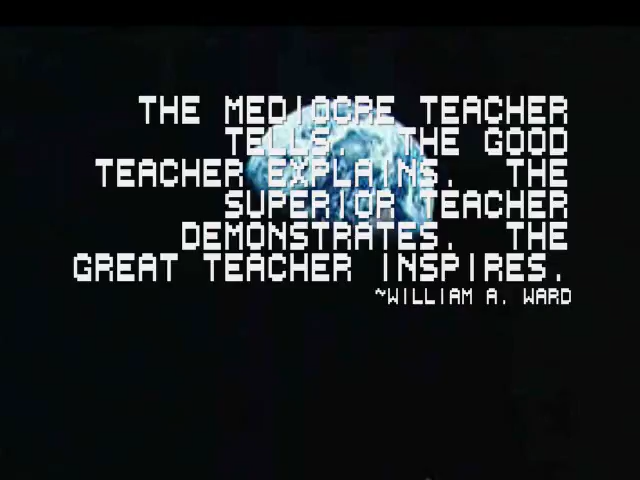 THE MEDIOCRE TEACHER
TELLS. THE GOOD
TEACHER EXPLAINS. THE
SUPERIOR TEACHER
DEMONSTRATES. THE
GREAT TEACHER INSPIRES.
~WILLIAM A. WARD